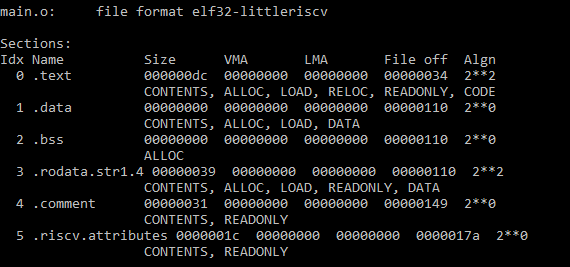 main.o:     file format elf32-littleriscv
Sections:
Idx Name          Size      VMA       LMA       File off  Algn
  0 .text         000000dc  00000000  00000000  00000034  2**2
                  CONTENTS, ALLOC, LOAD, RELOC, READONLY, CODE
  1 .data         00000000  00000000  00000000  00000110  2**0
                  CONTENTS, ALLOC, LOAD, DATA
  2 .bss          00000000  00000000  00000000  00000110  2**0
                  ALLOC
  3 .rodata.str1.4 00000039  00000000  00000000  00000110  2**2
                  CONTENTS, ALLOC, LOAD, READONLY, DATA
  4 .comment      00000031  00000000  00000000  00000149  2**0
                  CONTENTS, READONLY
  5 .riscv.attributes 0000001c  00000000  00000000  0000017a  2**0
                  CONTENTS, READONLY